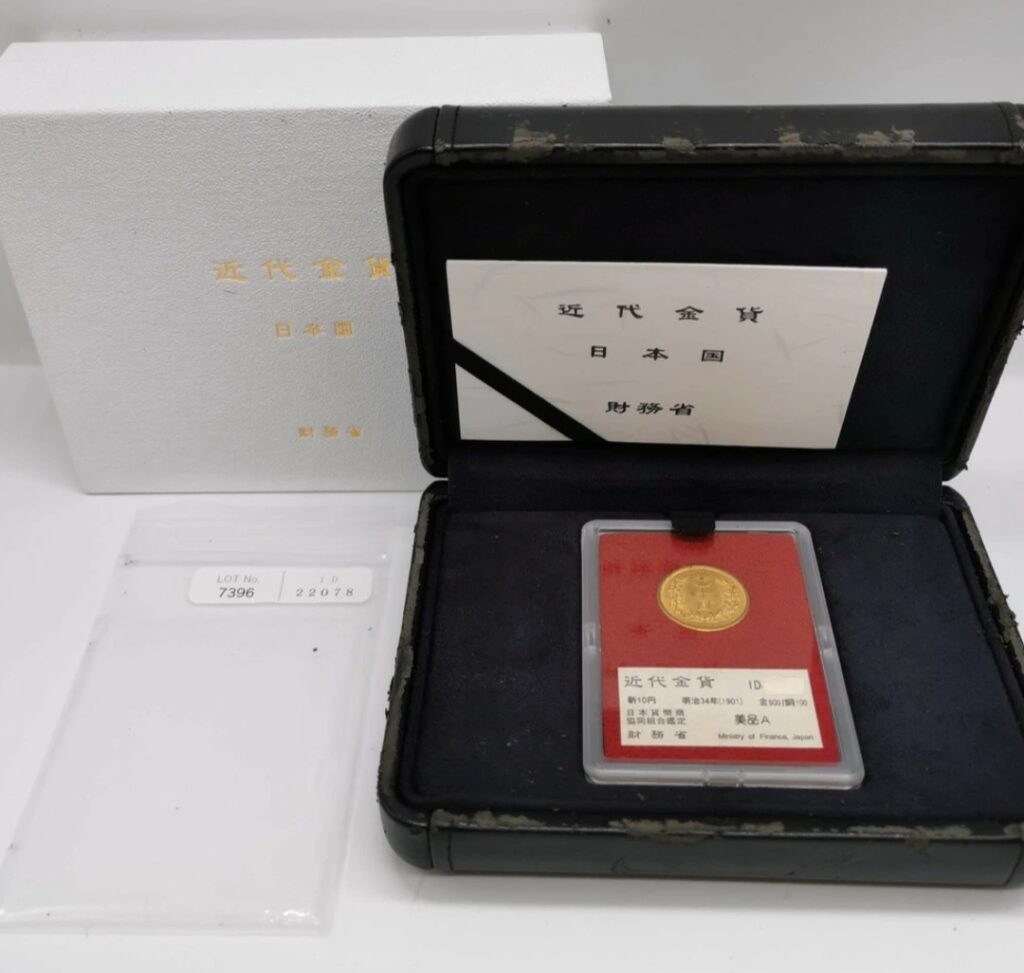 近代金貨
日本国
財務省
近代金貨
日本国
財務省
LOT No. ID
7396 22078
近代金貨 ID
新10円 明治34年(1901) 金900/銅100
日本貨幣商
協同組合鑑定 美品A
財務省 Ministry of Finance, Japan